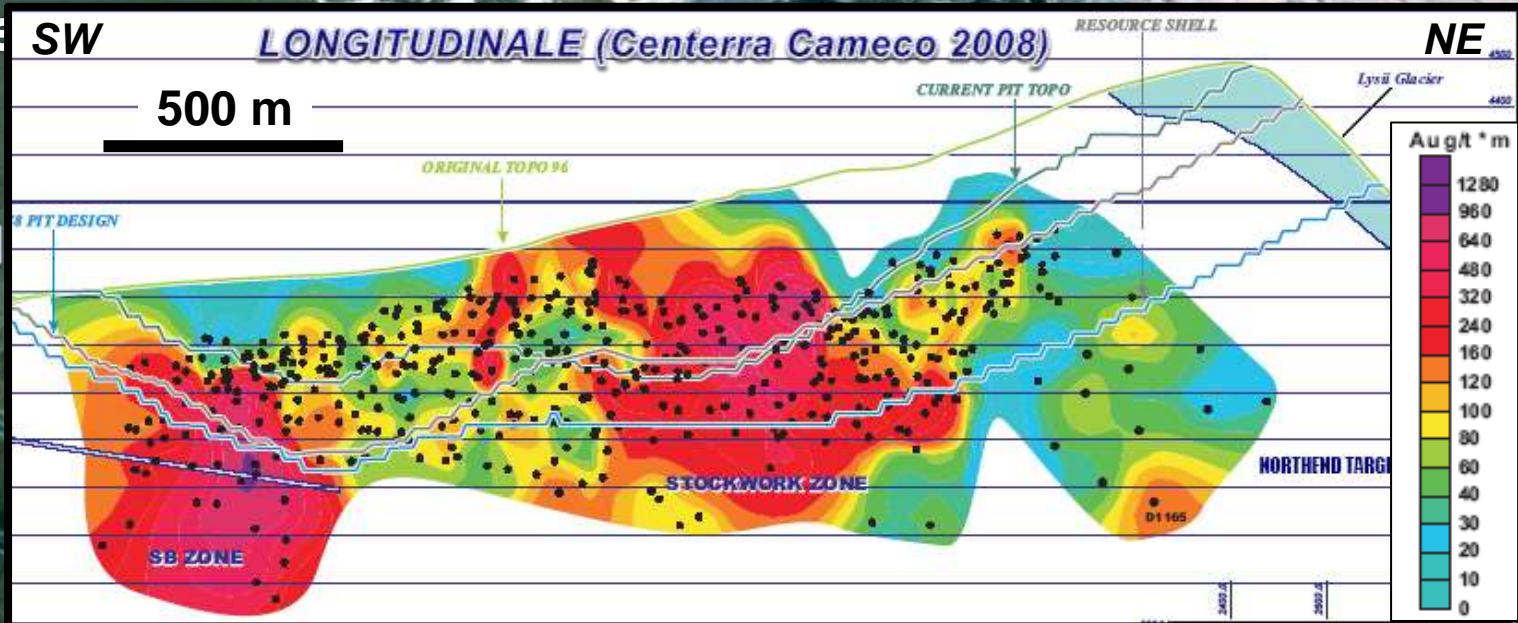 SW
LONGITUDINALE (Centerra Cameco 2008)
RESOURCE SHELL
NE
4500
500 m
CURRENT PIT TOPO
Lysii Glacier
4400
Au g/t * m
ORIGINAL TOPO 96
8 PIT DESIGN
1280
960
640
480
320
240
160
120
100
80
60
40
30
20
10
0
NORTHEND TARGE
STOCKWORK ZONE
D1165
SB ZONE